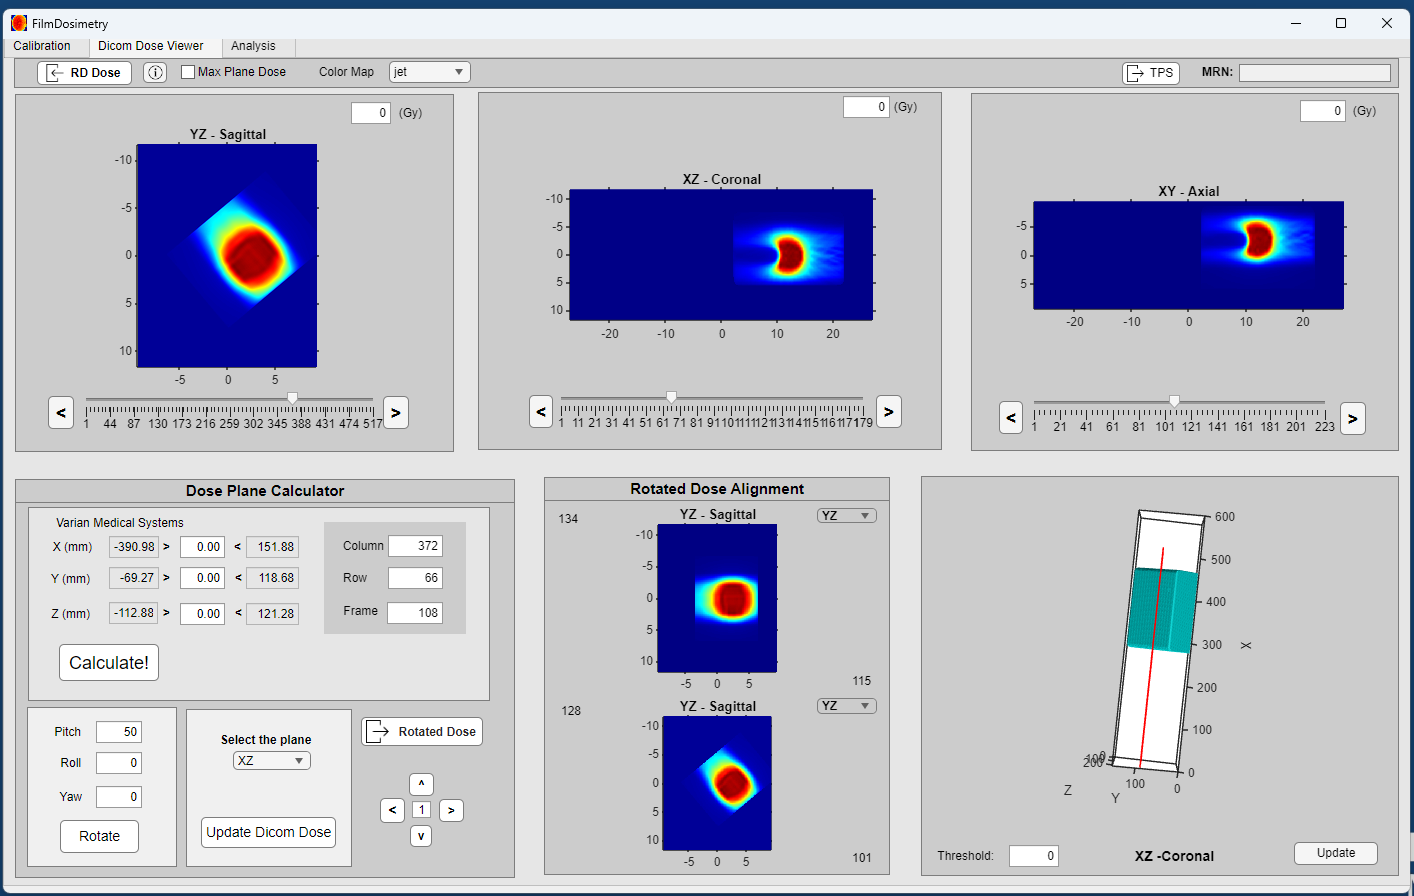 FilmDosimetry
Calibration Dicom Dose Viewer Analysis
RD Dose Max Plane Dose Color Map jet TPS MRN:
0 (Gy)
YZ - Sagittal
-10
-5
0
5
10
-5 0 5
< >
1 44 87 130 173 216 259 302 345 388 431 474 517
0 (Gy)
XZ - Coronal
-10
-5
0
5
10
-20 -10 0 10 20
< >
1 11 21 31 41 51 61 71 81 91 101 111 121 131 141 151 161 171 179
0 (Gy)
XY - Axial
-5
0
5
-20 -10 0 10 20
< >
1 21 41 61 81 101 121 141 161 181 201 223
Dose Plane Calculator
Varian Medical Systems
X (mm) -390.98 > 0.00 < 151.88
Y (mm) -69.27 > 0.00 < 118.68
Z (mm) -112.88 > 0.00 < 121.28
Column 372
Row 66
Frame 108
Calculate!
Pitch 50
Roll 0
Yaw 0
Rotate
Select the plane
XZ
Update Dicom Dose
Rotated Dose
^
< 1 >
v
Rotated Dose Alignment
134 YZ - Sagittal YZ
-10
-5
0
5
10
-5 0 5
115
128 YZ - Sagittal YZ
-10
-5
0
5
10
-5 0 5
101
600
500
400
300
200
100
0
X
200
100
0
Z
100 0
Y
Threshold: 0 XZ -Coronal Update